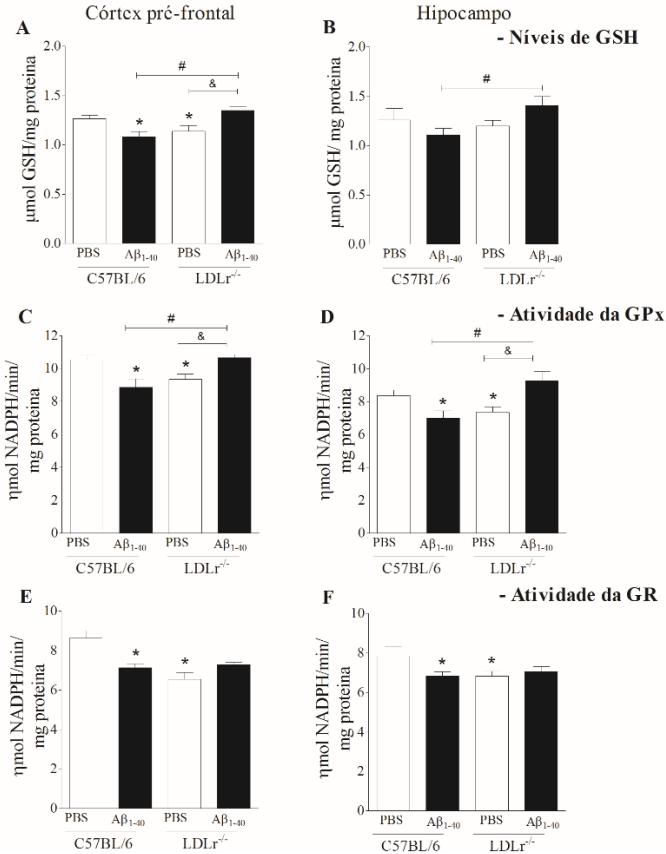 Córtex pré-frontal
Hipocampo
- Níveis de GSH
A
μmol GSH/mg proteina
2.0
1.5
1.0
0.5
0.0
#
&
* *
PBS Aβ1-40 PBS Aβ1-40
C57BL/6 LDLr-/-
B
μmol GSH/ mg proteina
2.0
1.5
1.0
0.5
0.0
#
PBS Aβ1-40 PBS Aβ1-40
C57BL/6 LDLr-/-
- Atividade da GPx
C
ηmol NADPH/min/
mg proteina
12
10
8
6
4
2
0
#
&
* *
PBS Aβ1-40 PBS Aβ1-40
C57BL/6 LDLr-/-
D
ηmol NADPH/min/
mg proteina
12
10
8
6
4
2
0
#
&
* *
PBS Aβ1-40 PBS Aβ1-40
C57BL/6 LDLr-/-
- Atividade da GR
E
ηmol NADPH/min/
mg proteina
10
8
6
4
2
0
* *
PBS Aβ1-40 PBS Aβ1-40
C57BL/6 LDLr-/-
F
ηmol NADPH/min/
mg proteina
10
8
6
4
2
0
* *
PBS Aβ1-40 PBS Aβ1-40
C57BL/6 LDLr-/-